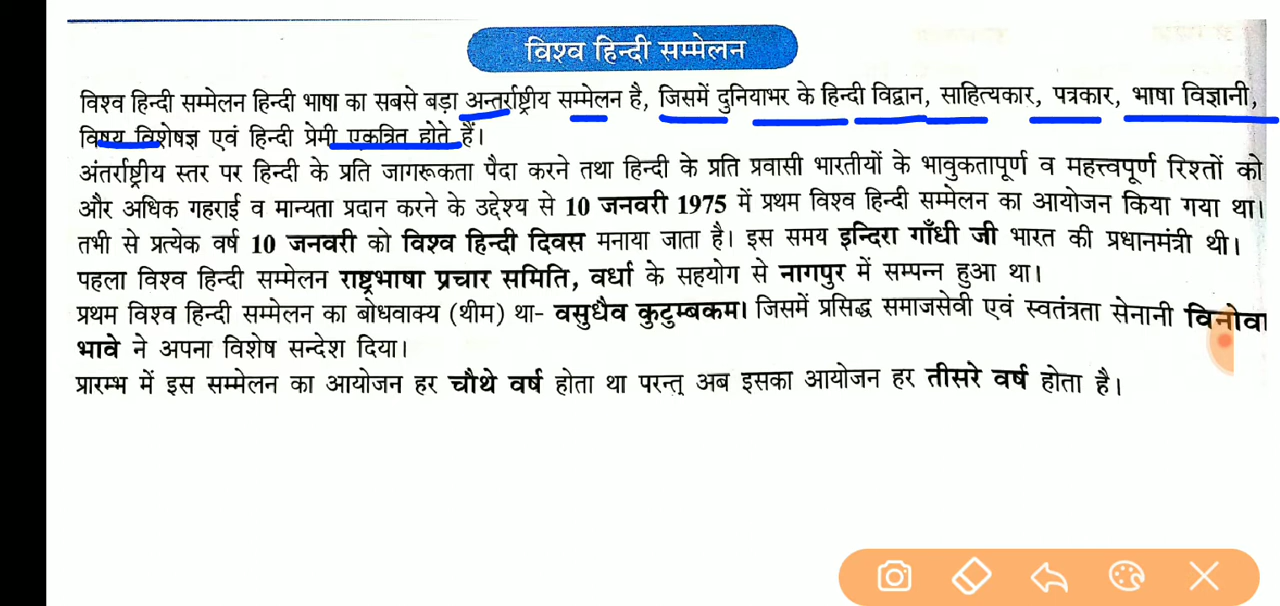 विश्व हिन्दी सम्मेलन
विश्व हिन्दी सम्मेलन हिन्दी भाषा का सबसे बड़ा अन्तर्राष्ट्रीय सम्मेलन है, जिसमें दुनियाभर के हिन्दी विद्वान, साहित्यकार, पत्रकार, भाषा विज्ञानी,
विषय विशेषज्ञ एवं हिन्दी प्रेमी एकत्रित होते हैं।
अंतर्राष्ट्रीय स्तर पर हिन्दी के प्रति जागरूकता पैदा करने तथा हिन्दी के प्रति प्रवासी भारतीयों के भावुकतापूर्ण व महत्त्वपूर्ण रिश्तों को
और अधिक गहराई व मान्यता प्रदान करने के उद्देश्य से 10 जनवरी 1975 में प्रथम विश्व हिन्दी सम्मेलन का आयोजन किया गया था।
तभी से प्रत्येक वर्ष 10 जनवरी को विश्व हिन्दी दिवस मनाया जाता है। इस समय इन्दिरा गाँधी जी भारत की प्रधानमंत्री थी।
पहला विश्व हिन्दी सम्मेलन राष्ट्रभाषा प्रचार समिति, वर्धा के सहयोग से नागपुर में सम्पन्न हुआ था।
प्रथम विश्व हिन्दी सम्मेलन का बोधवाक्य (थीम) था- वसुधैव कुटुम्बकम। जिसमें प्रसिद्ध समाजसेवी एवं स्वतंत्रता सेनानी विनोवा
भावे ने अपना विशेष सन्देश दिया।
प्रारम्भ में इस सम्मेलन का आयोजन हर चौथे वर्ष होता था परन्तु अब इसका आयोजन हर तीसरे वर्ष होता है।